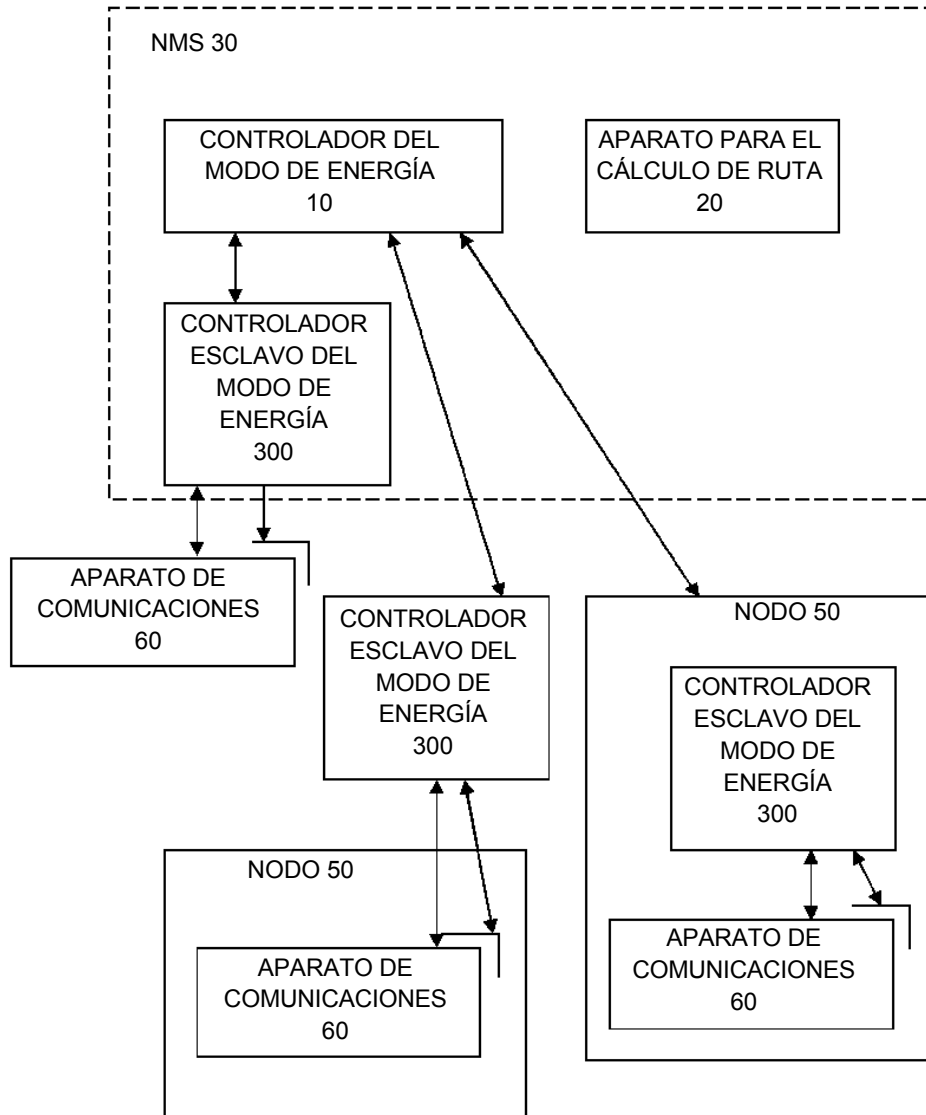 NMS 30
CONTROLADOR DEL
MODO DE ENERGÍA
10
APARATO PARA EL
CÁLCULO DE RUTA
20
CONTROLADOR
ESCLAVO DEL
MODO DE
ENERGÍA
300
APARATO DE
COMUNICACIONES
60
CONTROLADOR
ESCLAVO DEL
MODO DE
ENERGÍA
300
NODO 50
CONTROLADOR
ESCLAVO DEL
MODO DE
ENERGÍA
300
NODO 50
APARATO DE
COMUNICACIONES
60
APARATO DE
COMUNICACIONES
60